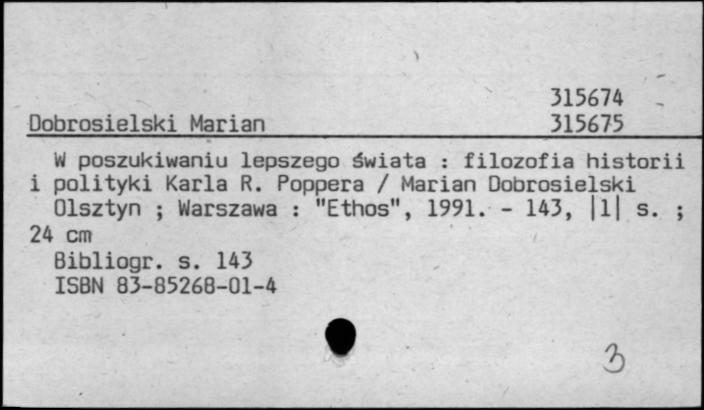 315674
Dobrosielski Marian 315675
W poszukiwaniu lepszego świata : filozofia historii
i polityki Karla R. Poppera / Marian Dobrosielski
Olsztyn ; Warszawa : "Ethos", 1991. - 143, |1| s. ;
24 cm
Bibliogr. s. 143
ISBN 83-85268-01-4
3